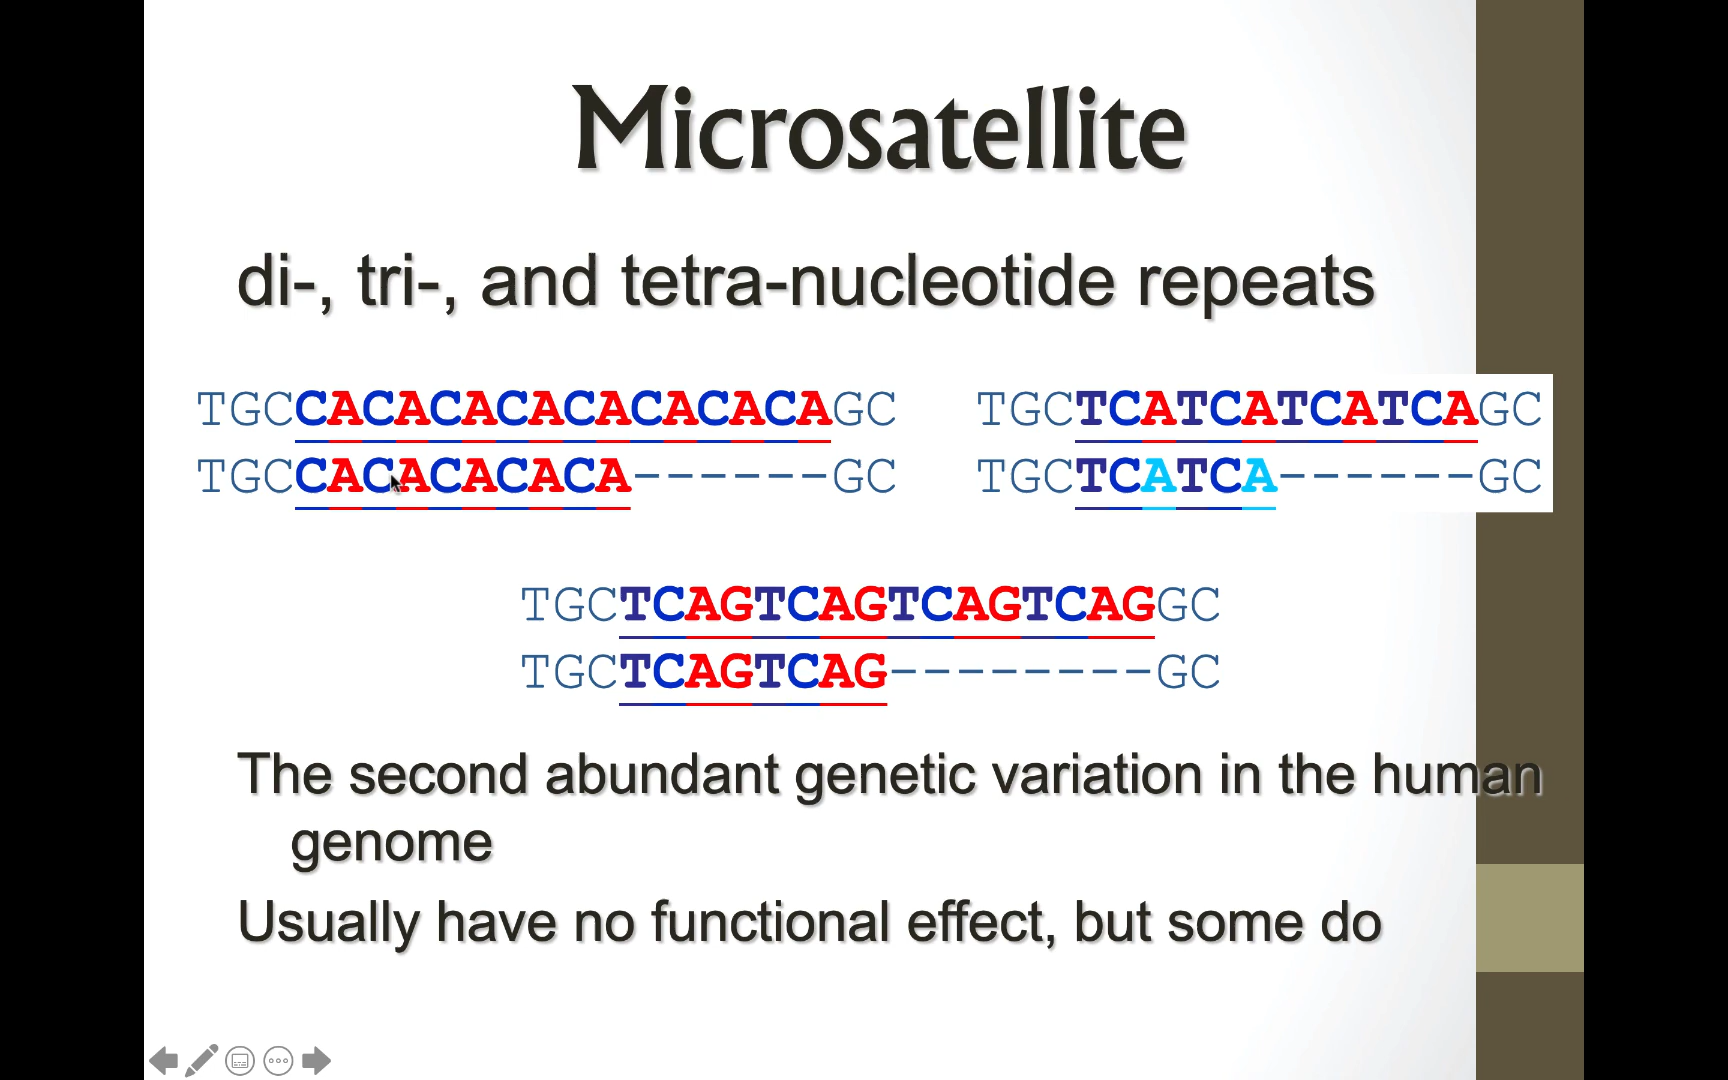 Microsatellite
di-, tri-, and tetra-nucleotide repeats
TGCCACACACACACACACAGC
TGCCACACACACA------GC
TGCTCATCATCATCAGC
TGCTCATCA------GC
TGCTCAGTCAGTCAGTCAGGC
TGCTCAGTCAG--------GC
The second abundant genetic variation in the human
genome
Usually have no functional effect, but some do